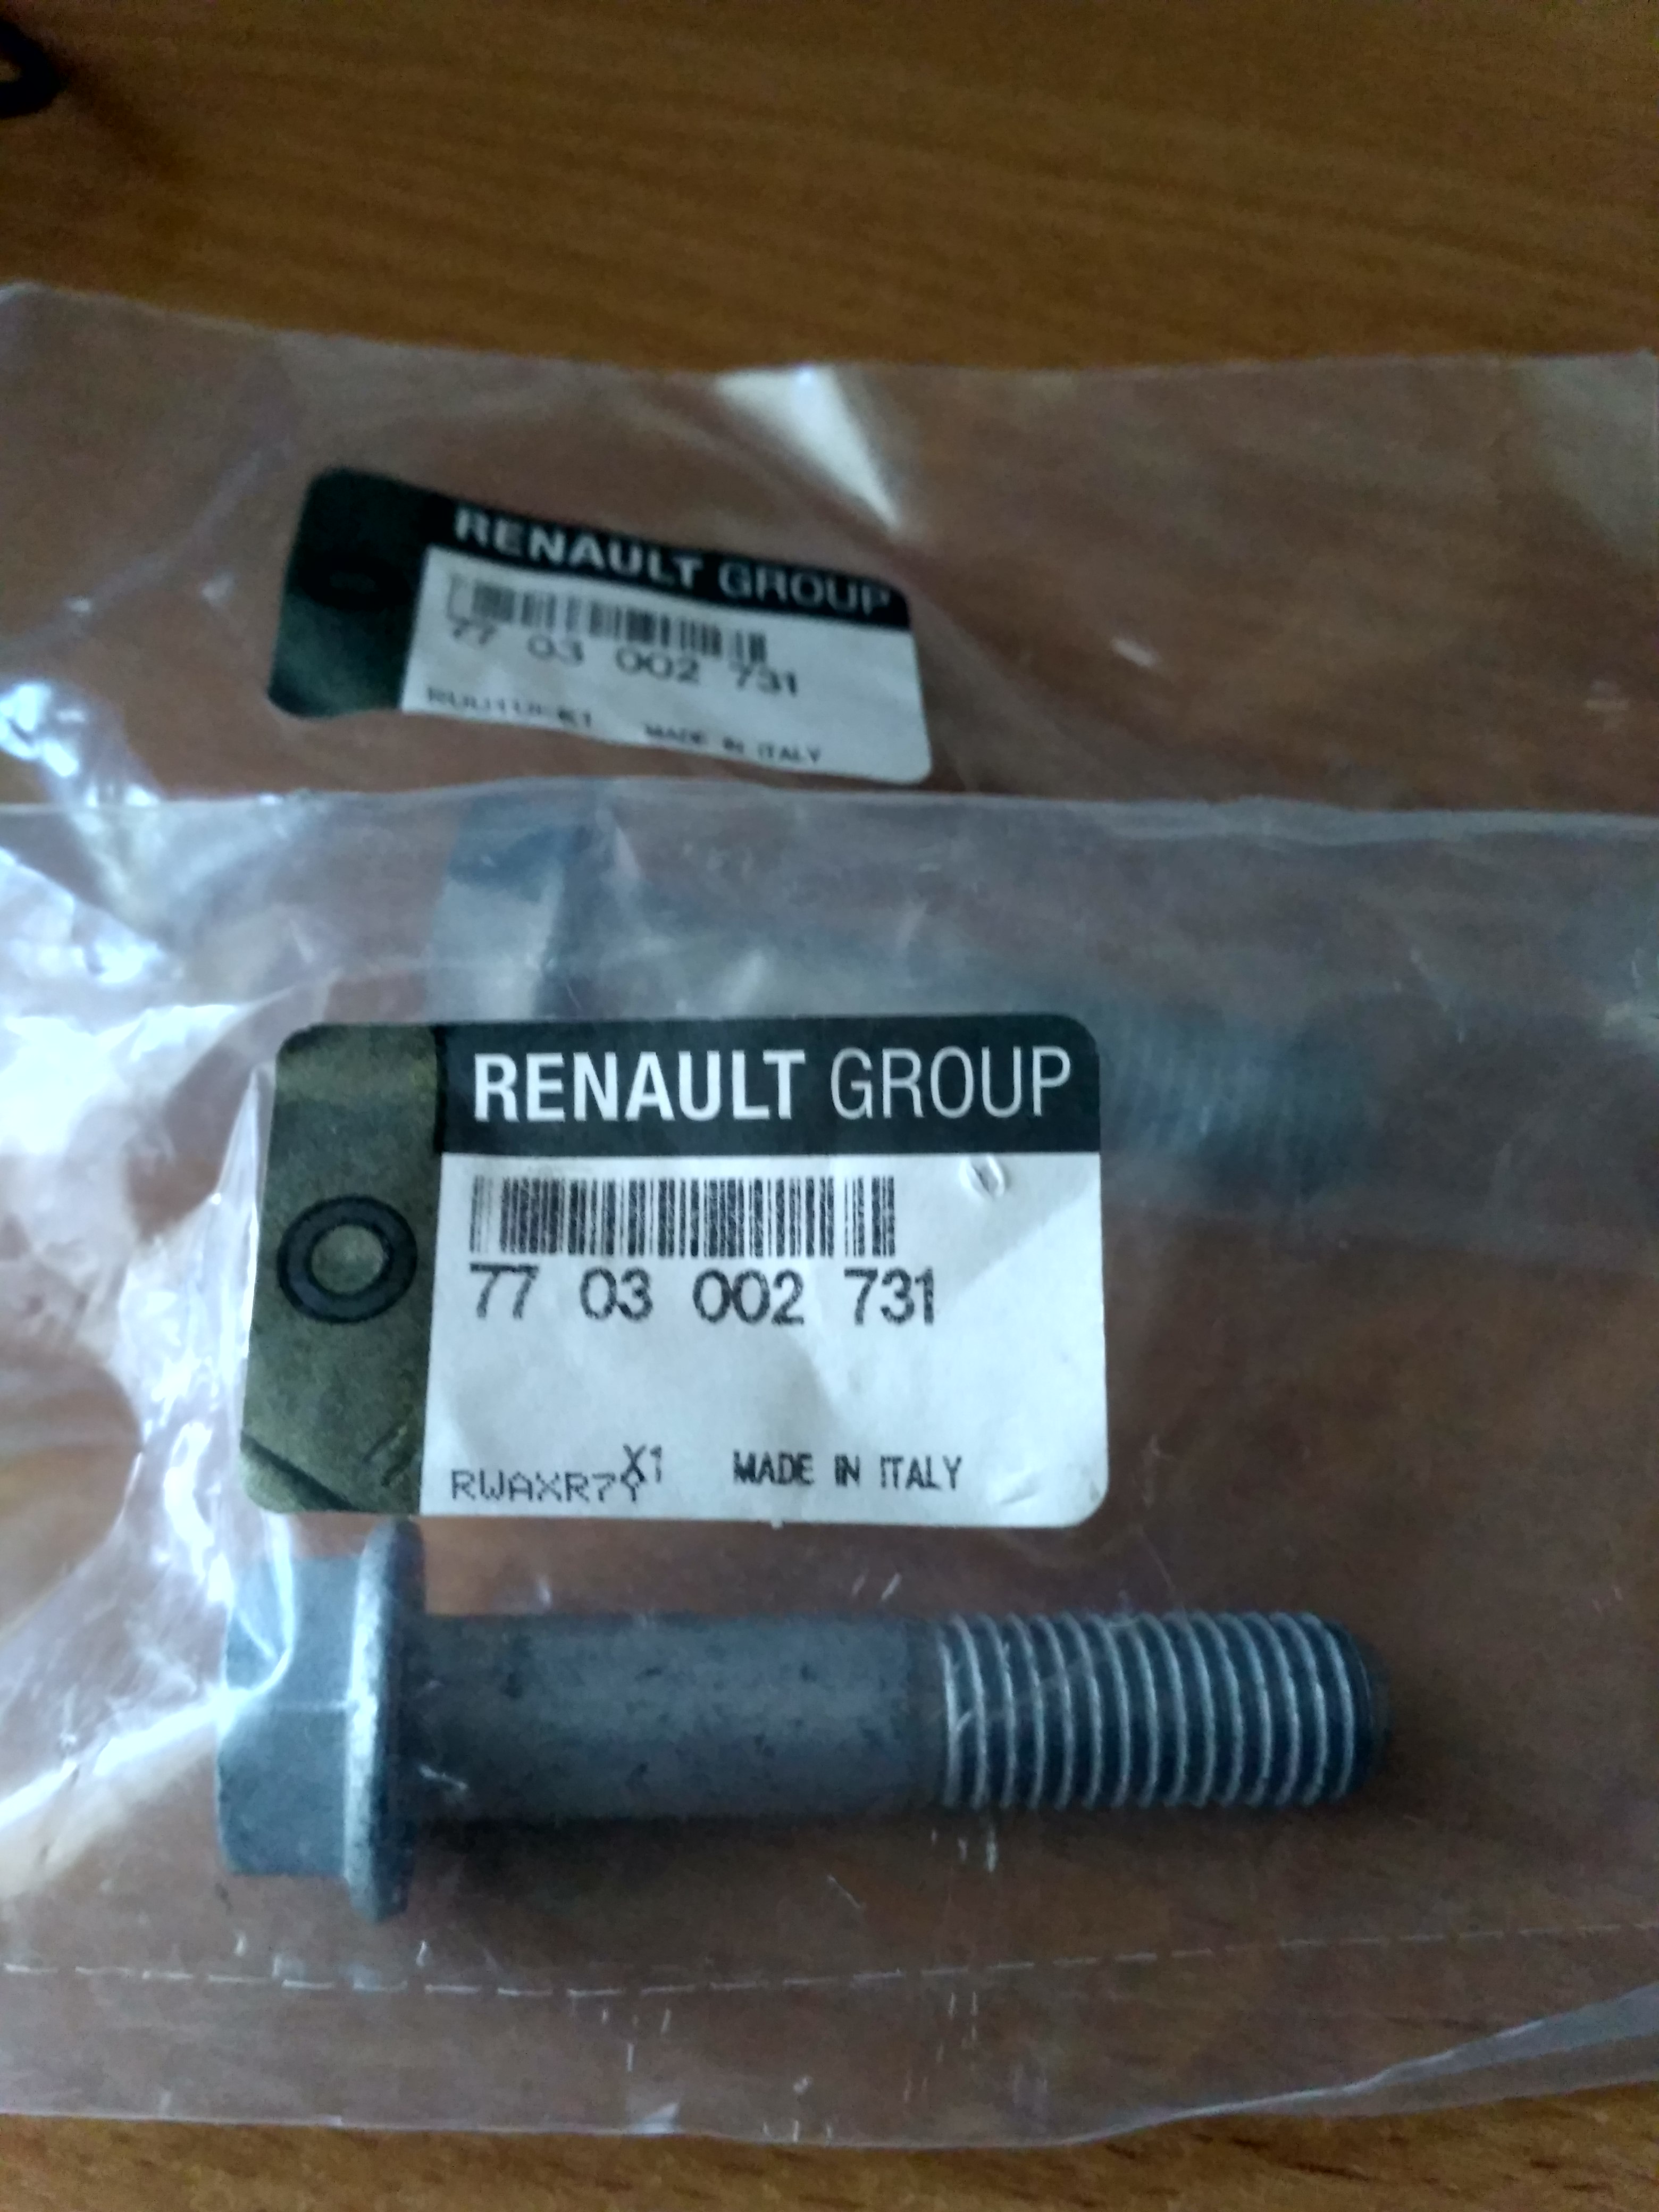 RENAULT GROUP
77 03 002 731
MADE IN ITALY
RENAULT GROUP
77 03 002 731
X1 MADE IN ITALY
RWAXR7Y